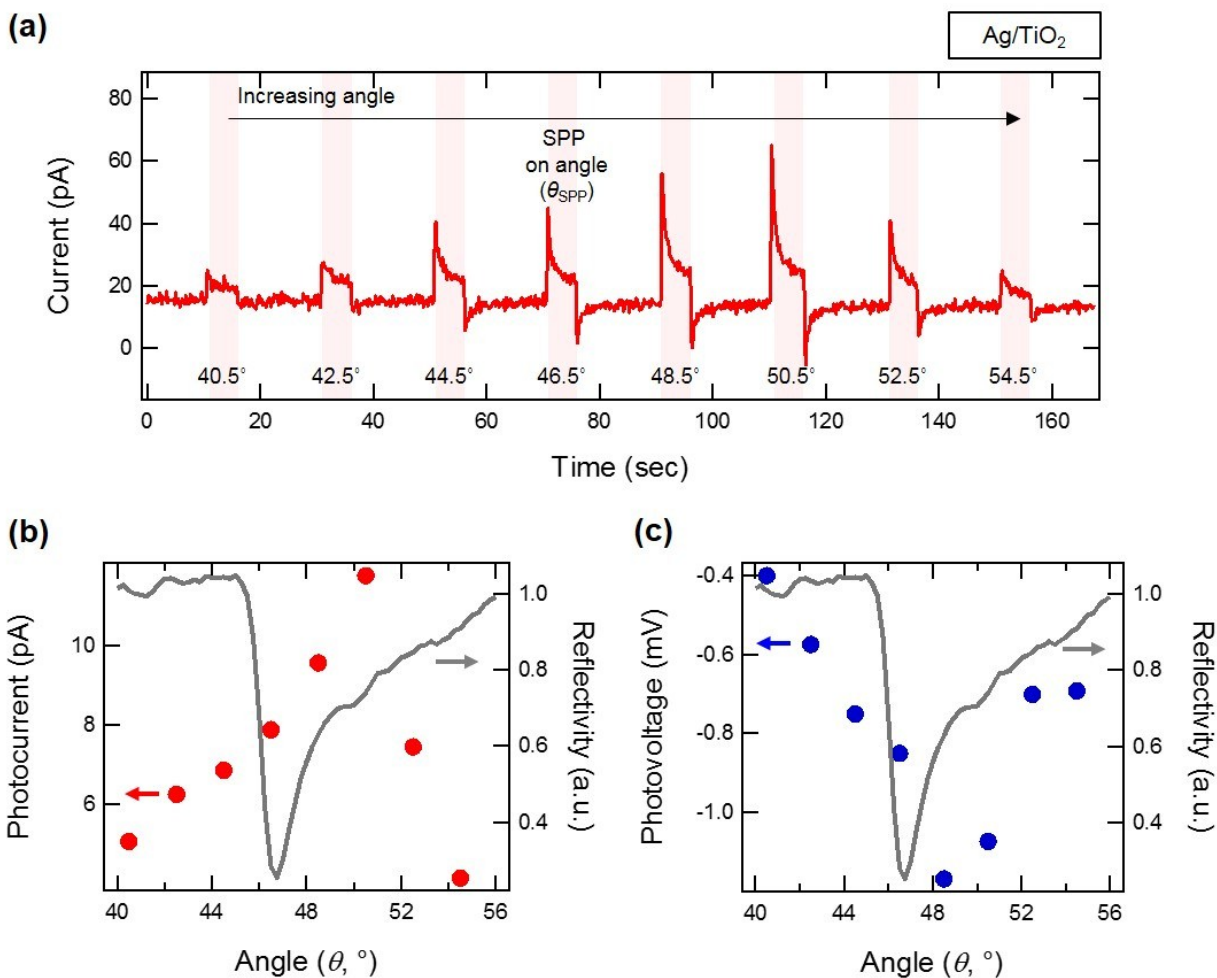 (a)
Ag/TiO₂
Increasing angle
SPP
on angle
(θSPP)
Current (pA)
80
60
40
20
0
40.5°
42.5°
44.5°
46.5°
48.5°
50.5°
52.5°
54.5°
0
20
40
60
80
100
120
140
160
Time (sec)
(b)
Photocurrent (pA)
10
8
6
1.0
0.8
0.6
0.4
Reflectivity (a.u.)
40
44
48
52
56
Angle (θ, °)
(c)
Photovoltage (mV)
-0.4
-0.6
-0.8
-1.0
1.0
0.8
0.6
0.4
Reflectivity (a.u.)
40
44
48
52
56
Angle (θ, °)